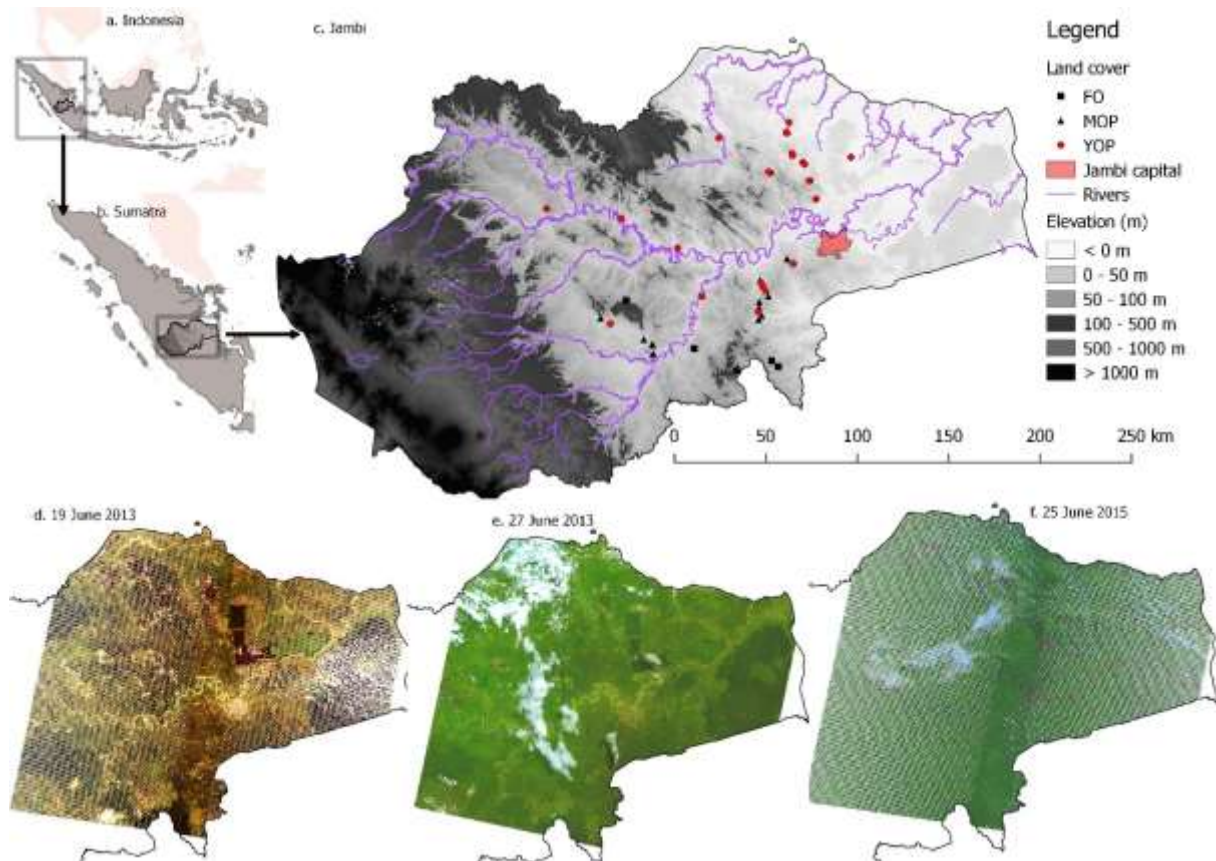 a. Indonesia
c. Jambi
Legend
Land cover
FO
MOP
YOP
Jambi capital
Rivers
Elevation (m)
< 0 m
0 - 50 m
50 - 100 m
100 - 500 m
500 - 1000 m
> 1000 m
b. Sumatra
0 50 100 150 200 250 km
d. 19 June 2013
e. 27 June 2013
f. 25 June 2015